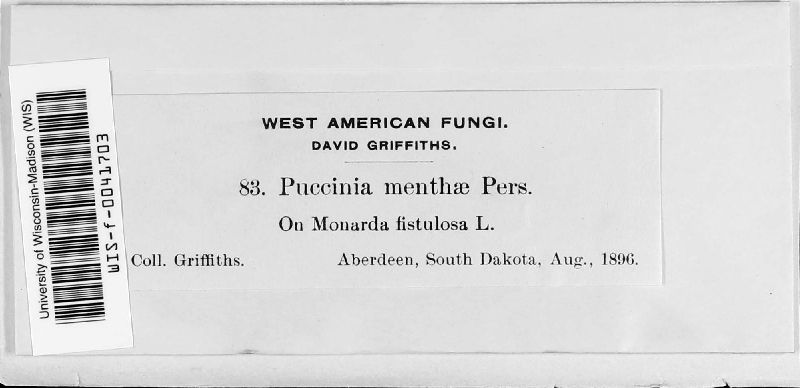 University of Wisconsin-Madison (WIS)
WIS-f-0041703
WEST AMERICAN FUNGI.
DAVID GRIFFITHS.
83. Puccinia menthæ Pers.
On Monarda fistulosa L.
Coll. Griffiths. Aberdeen, South Dakota, Aug., 1896.